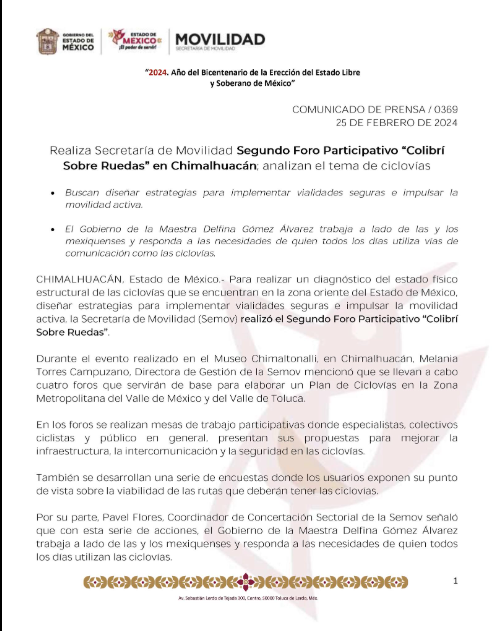 GOBIERNO DEL
ESTADO DE
MÉXICO
ESTADO DE
MÉXICO
¡El poder de servir!
MOVILIDAD
SECRETARÍA DE MOVILIDAD
“2024. Año del Bicentenario de la Erección del Estado Libre
y Soberano de México”
COMUNICADO DE PRENSA / 0369
25 DE FEBRERO DE 2024
Realiza Secretaría de Movilidad Segundo Foro Participativo “Colibrí
Sobre Ruedas” en Chimalhuacán; analizan el tema de ciclovías
• Buscan diseñar estrategias para implementar vialidades seguras e impulsar la
movilidad activa.
• El Gobierno de la Maestra Delfina Gómez Álvarez trabaja a lado de las y los
mexiquenses y responda a las necesidades de quien todos los días utiliza vías de
comunicación como las ciclovías.
CHIMALHUACÁN, Estado de México.- Para realizar un diagnóstico del estado físico
estructural de las ciclovías que se encuentran en la zona oriente del Estado de México,
diseñar estrategias para implementar vialidades seguras e impulsar la movilidad
activa, la Secretaría de Movilidad (Semov) realizó el Segundo Foro Participativo “Colibrí
Sobre Ruedas”.
Durante el evento realizado en el Museo Chimaltonalli, en Chimalhuacán, Melania
Torres Campuzano, Directora de Gestión de la Semov mencionó que se llevan a cabo
cuatro foros que servirán de base para elaborar un Plan de Ciclovías en la Zona
Metropolitana del Valle de México y del Valle de Toluca.
En los foros se realizan mesas de trabajo participativas donde especialistas, colectivos
ciclistas y público en general, presentan sus propuestas para mejorar la
infraestructura, la intercomunicación y la seguridad en las ciclovías.
También se desarrollan una serie de encuestas donde los usuarios exponen su punto
de vista sobre la viabilidad de las rutas que deberán tener las ciclovías.
Por su parte, Pavel Flores, Coordinador de Concertación Sectorial de la Semov señaló
que con esta serie de acciones, el Gobierno de la Maestra Delfina Gómez Álvarez
trabaja a lado de las y los mexiquenses y responda a las necesidades de quien todos
los días utilizan las ciclovías.
1
Av. Sebastián Lerdo de Tejada 300, Centro, 50000 Toluca de Lerdo, Méx.